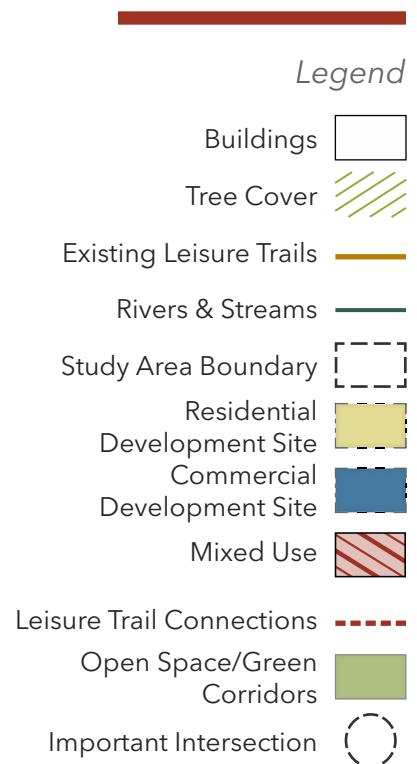 Legend
Buildings
Tree Cover
Existing Leisure Trails
Rivers & Streams
Study Area Boundary
Residential
Development Site
Commercial
Development Site
Mixed Use
Leisure Trail Connections
Open Space/Green
Corridors
Important Intersection